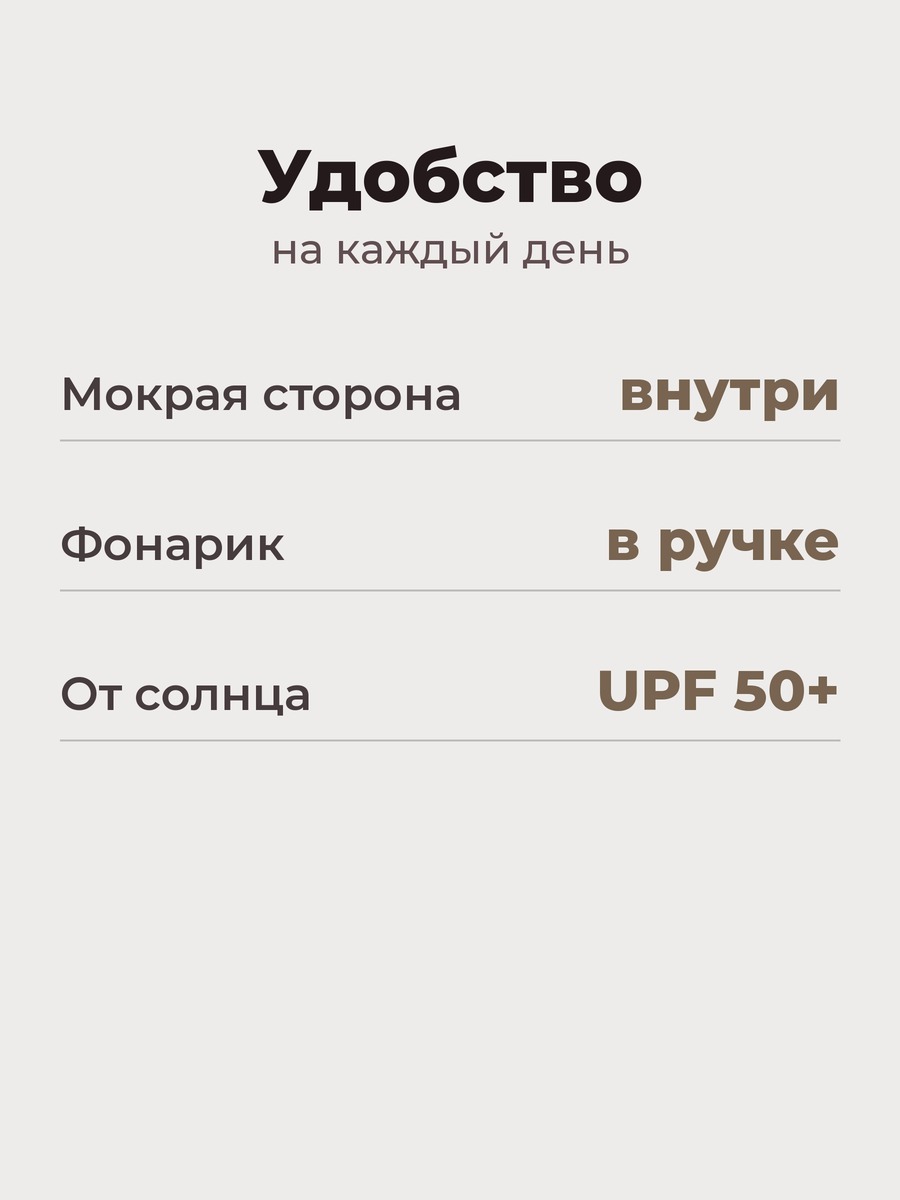 Удобство
на каждый день
Мокрая сторона внутри
Фонарик в ручке
От солнца UPF 50+